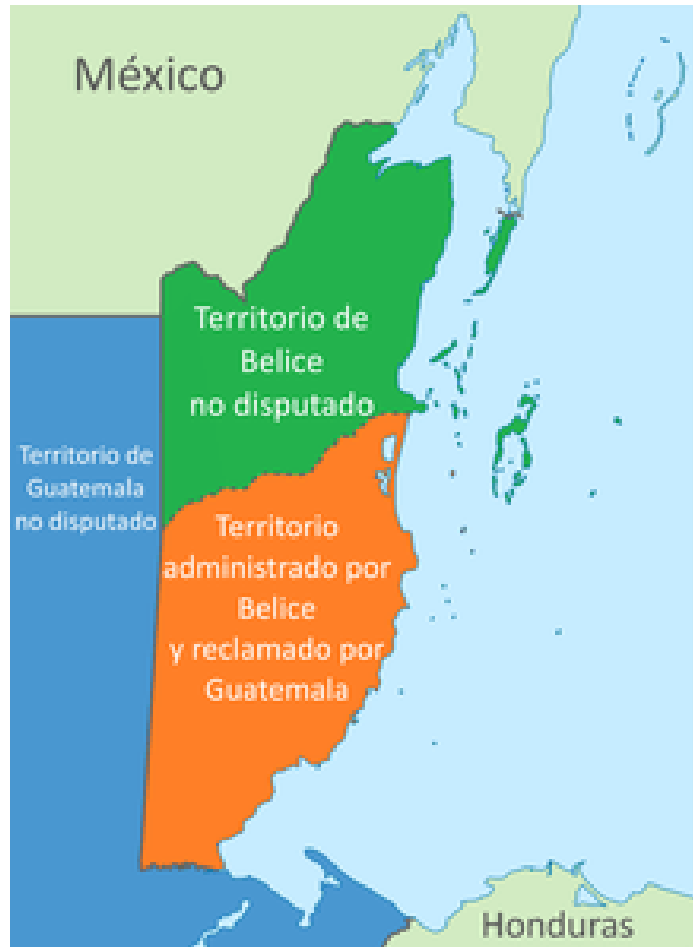 México
Territorio de
Belice
no disputado
Territorio de
Guatemala
no disputado
Territorio
administrado por
Belice
y reclamado por
Guatemala
Honduras